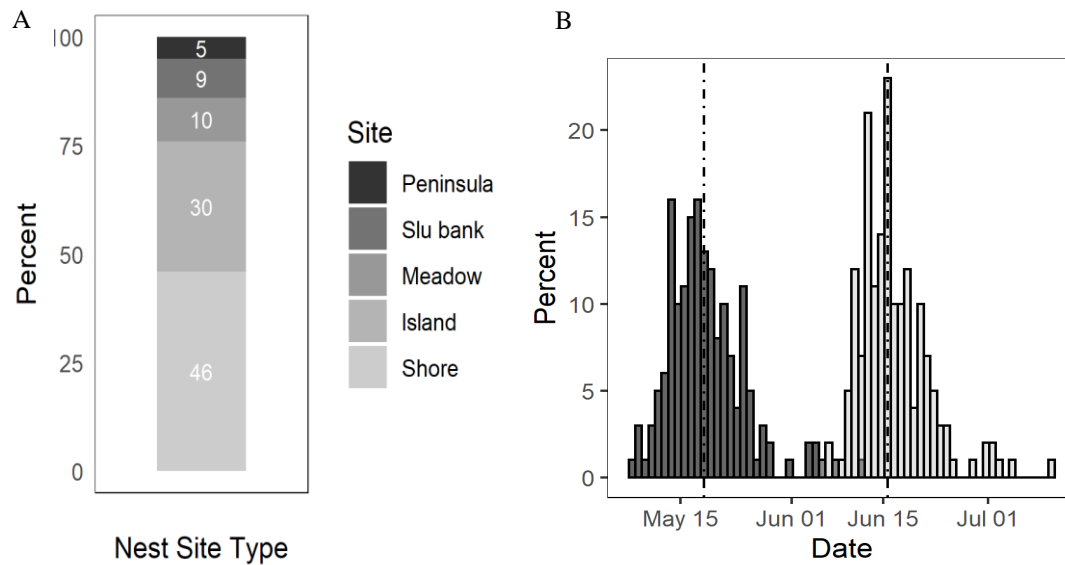 A
100
75
50
25
0
Percent
5
9
10
30
46
Nest Site Type
Site
Peninsula
Slu bank
Meadow
Island
Shore
B
20
15
10
5
0
Percent
May 15
Jun 01
Jun 15
Jul 01
Date